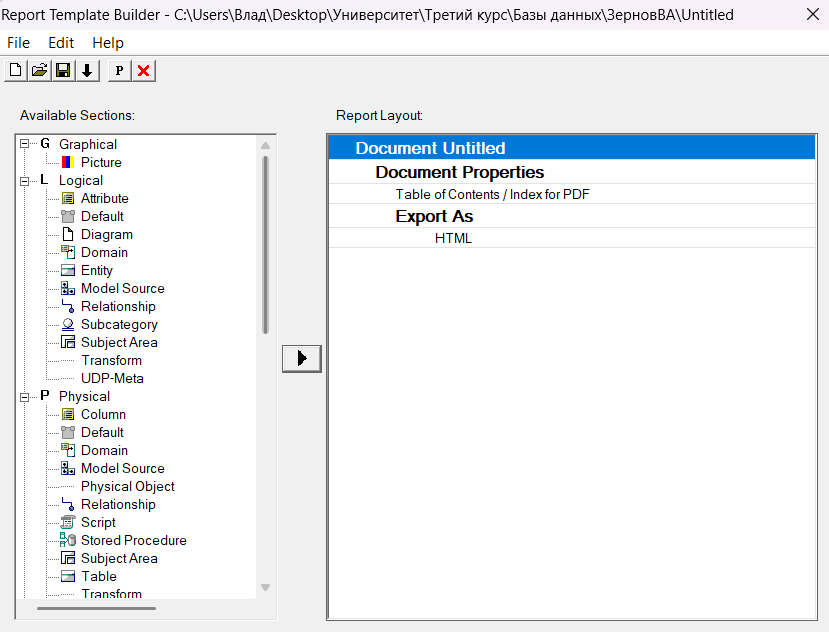 Report Template Builder - C:\Users\Влад\Desktop\Университет\Третий курс\Базы данных\ЗерновВА\Untitled
File Edit Help
P
Available Sections:
G Graphical
Picture
L Logical
Attribute
Default
Diagram
Domain
Entity
Model Source
Relationship
Subcategory
Subject Area
Transform
UDP-Meta
P Physical
Column
Default
Domain
Model Source
Physical Object
Relationship
Script
Stored Procedure
Subject Area
Table
Transform
Report Layout:
Document Untitled
Document Properties
Table of Contents / Index for PDF
Export As
HTML